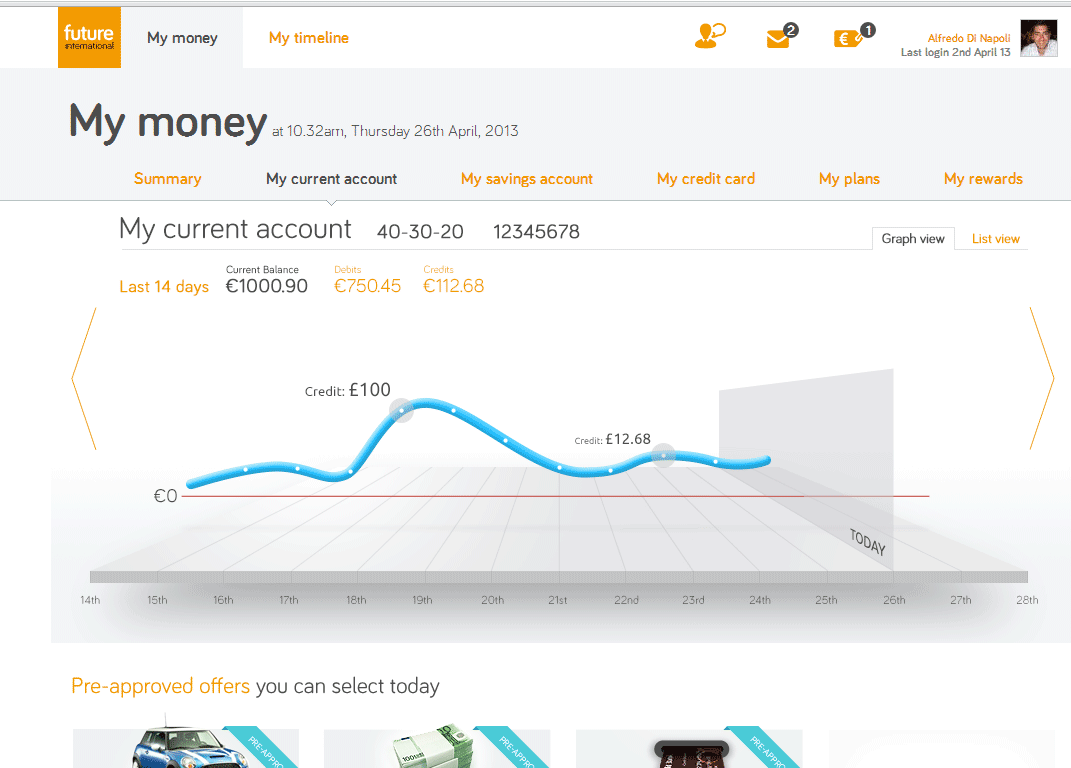 future
international
My money
My timeline
2
1
Alfredo Di Napoli
Last login 2nd April 13
My money at 10.32am, Thursday 26th April, 2013
Summary
My current account
My savings account
My credit card
My plans
My rewards
My current account 40-30-20 12345678
Graph view
List view
Last 14 days
Current Balance
€1000.90
Debits
€750.45
Credits
€112.68
Credit: £100
Credit: £12.68
€0
TODAY
14th 15th 16th 17th 18th 19th 20th 21st 22nd 23rd 24th 25th 26th 27th 28th
Pre-approved offers you can select today
PRE-APPRO
PRE-APPRO
PRE-APPRO
100